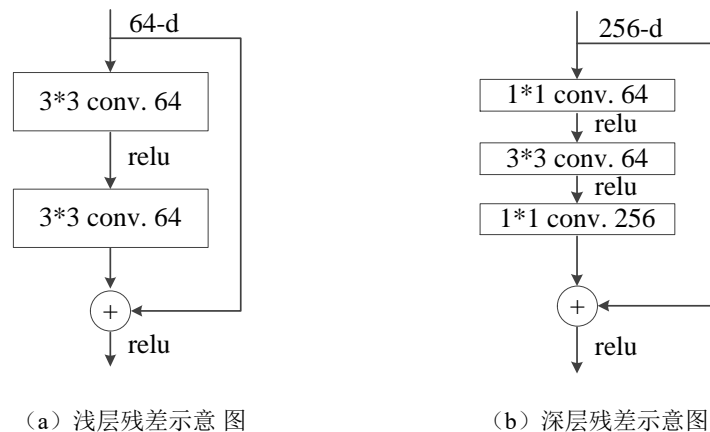 64-d
3*3 conv. 64
relu
3*3 conv. 64
+
relu
(a) 浅层残差示意 图
256-d
1*1 conv. 64
relu
3*3 conv. 64
relu
1*1 conv. 256
+
relu
(b) 深层残差示意图